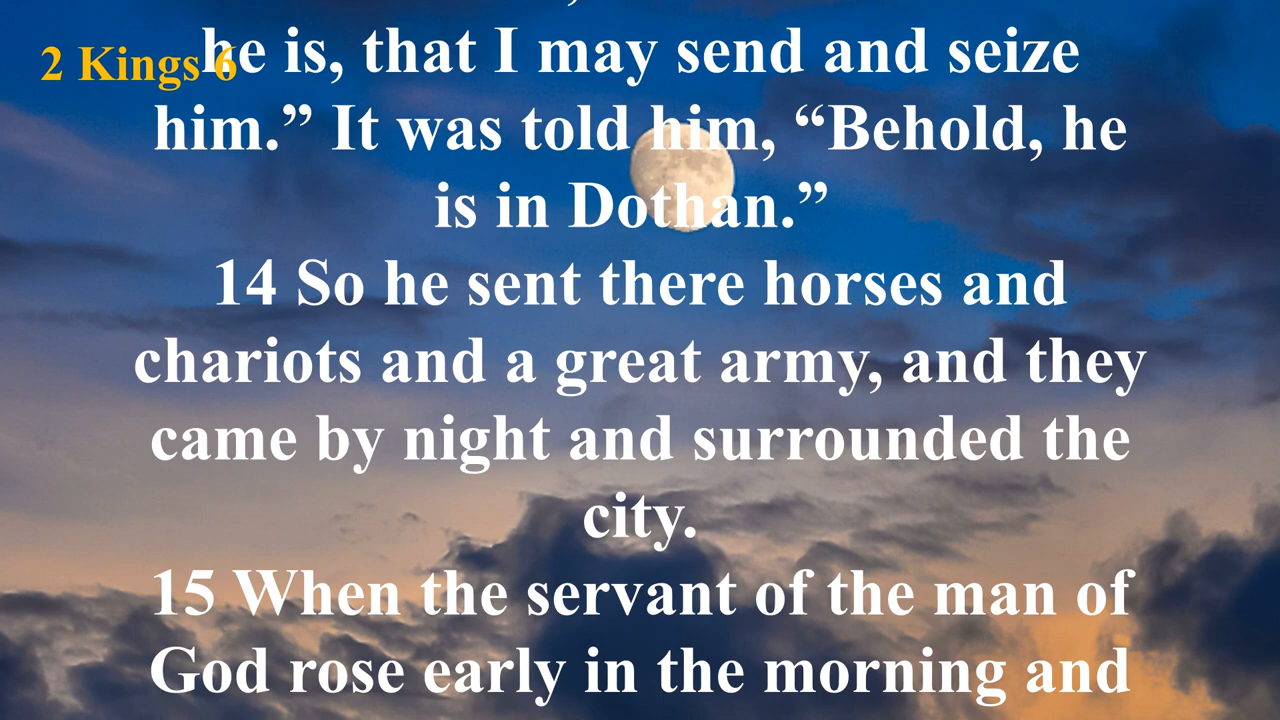 2 Kings 6
he is, that I may send and seize
him.” It was told him, “Behold, he
is in Dothan.”
14 So he sent there horses and
chariots and a great army, and they
came by night and surrounded the
city.
15 When the servant of the man of
God rose early in the morning and